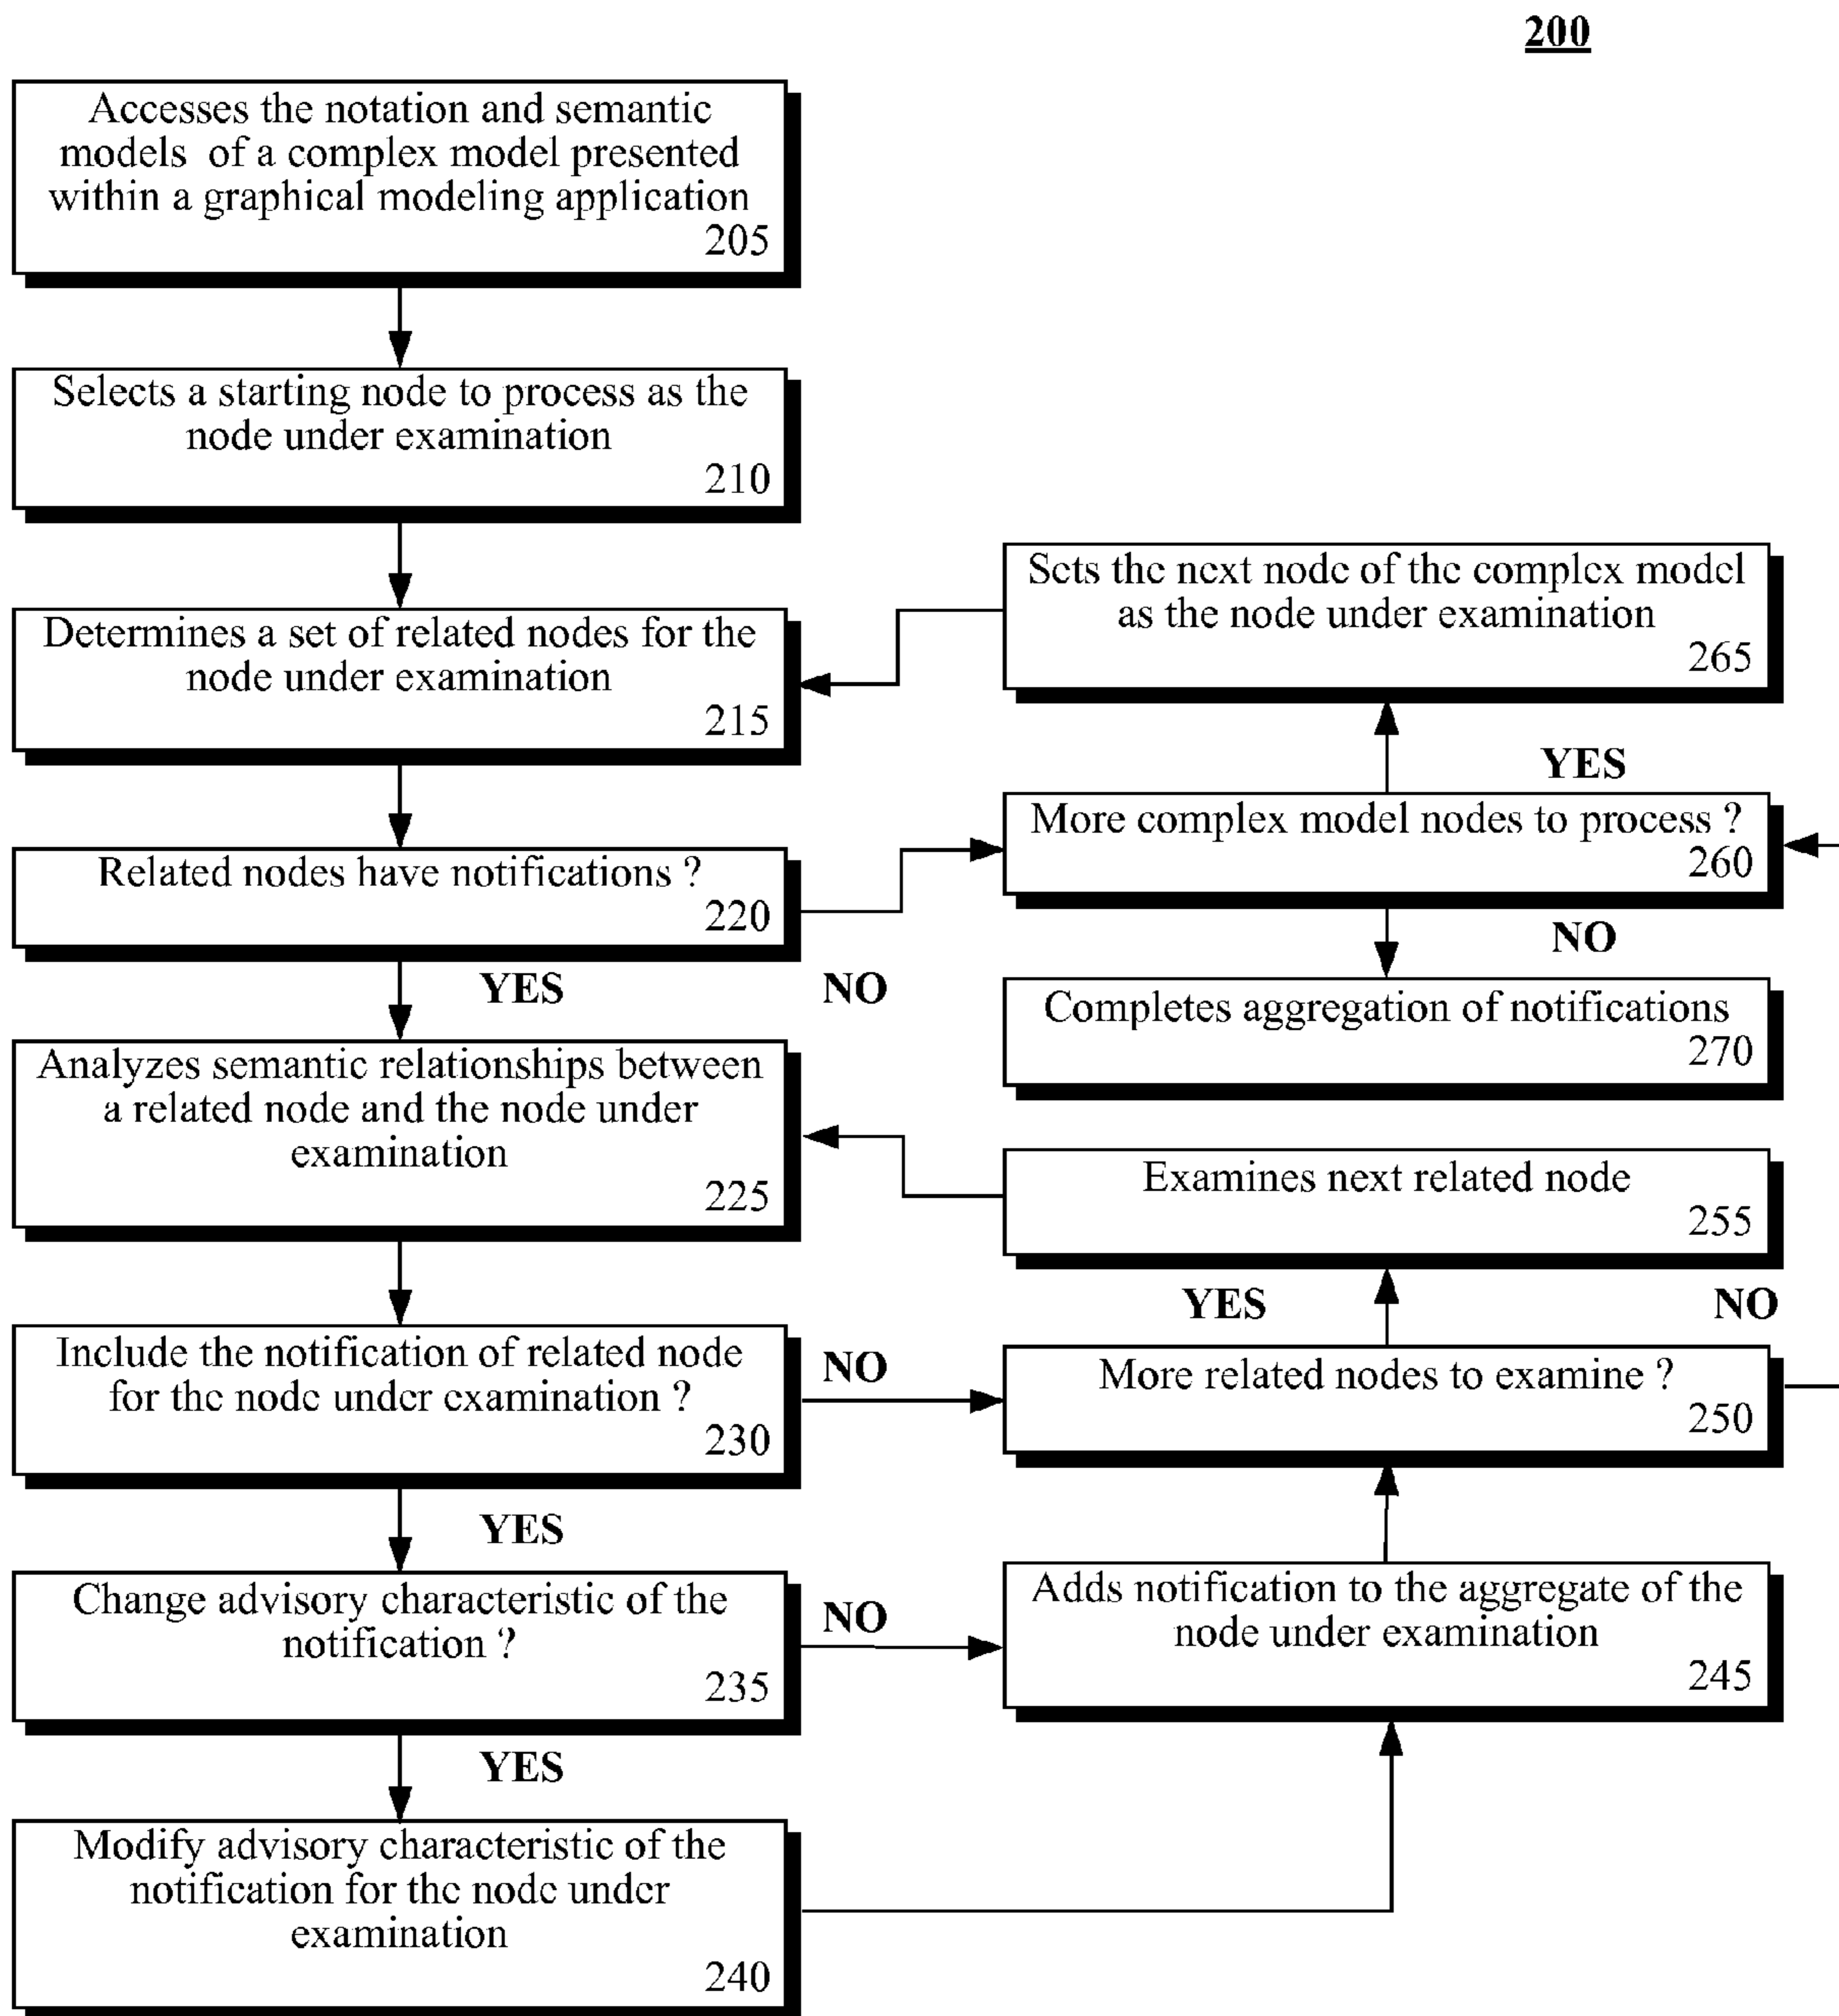 200
Accesses the notation and semantic
models of a complex model presented
within a graphical modeling application
205
Selects a starting node to process as the
node under examination
210
Determines a set of related nodes for the
node under examination
215
Related nodes have notifications ?
220
YES
NO
Analyzes semantic relationships between
a related node and the node under
examination
225
Include the notification of related node
for the node under examination ?
230
NO
YES
Change advisory characteristic of the
notification ?
235
NO
YES
Modify advisory characteristic of the
notification for the node under
examination
240
Sets the next node of the complex model
as the node under examination
265
YES
More complex model nodes to process ?
260
NO
Completes aggregation of notifications
270
Examines next related node
255
YES
NO
More related nodes to examine ?
250
Adds notification to the aggregate of the
node under examination
245